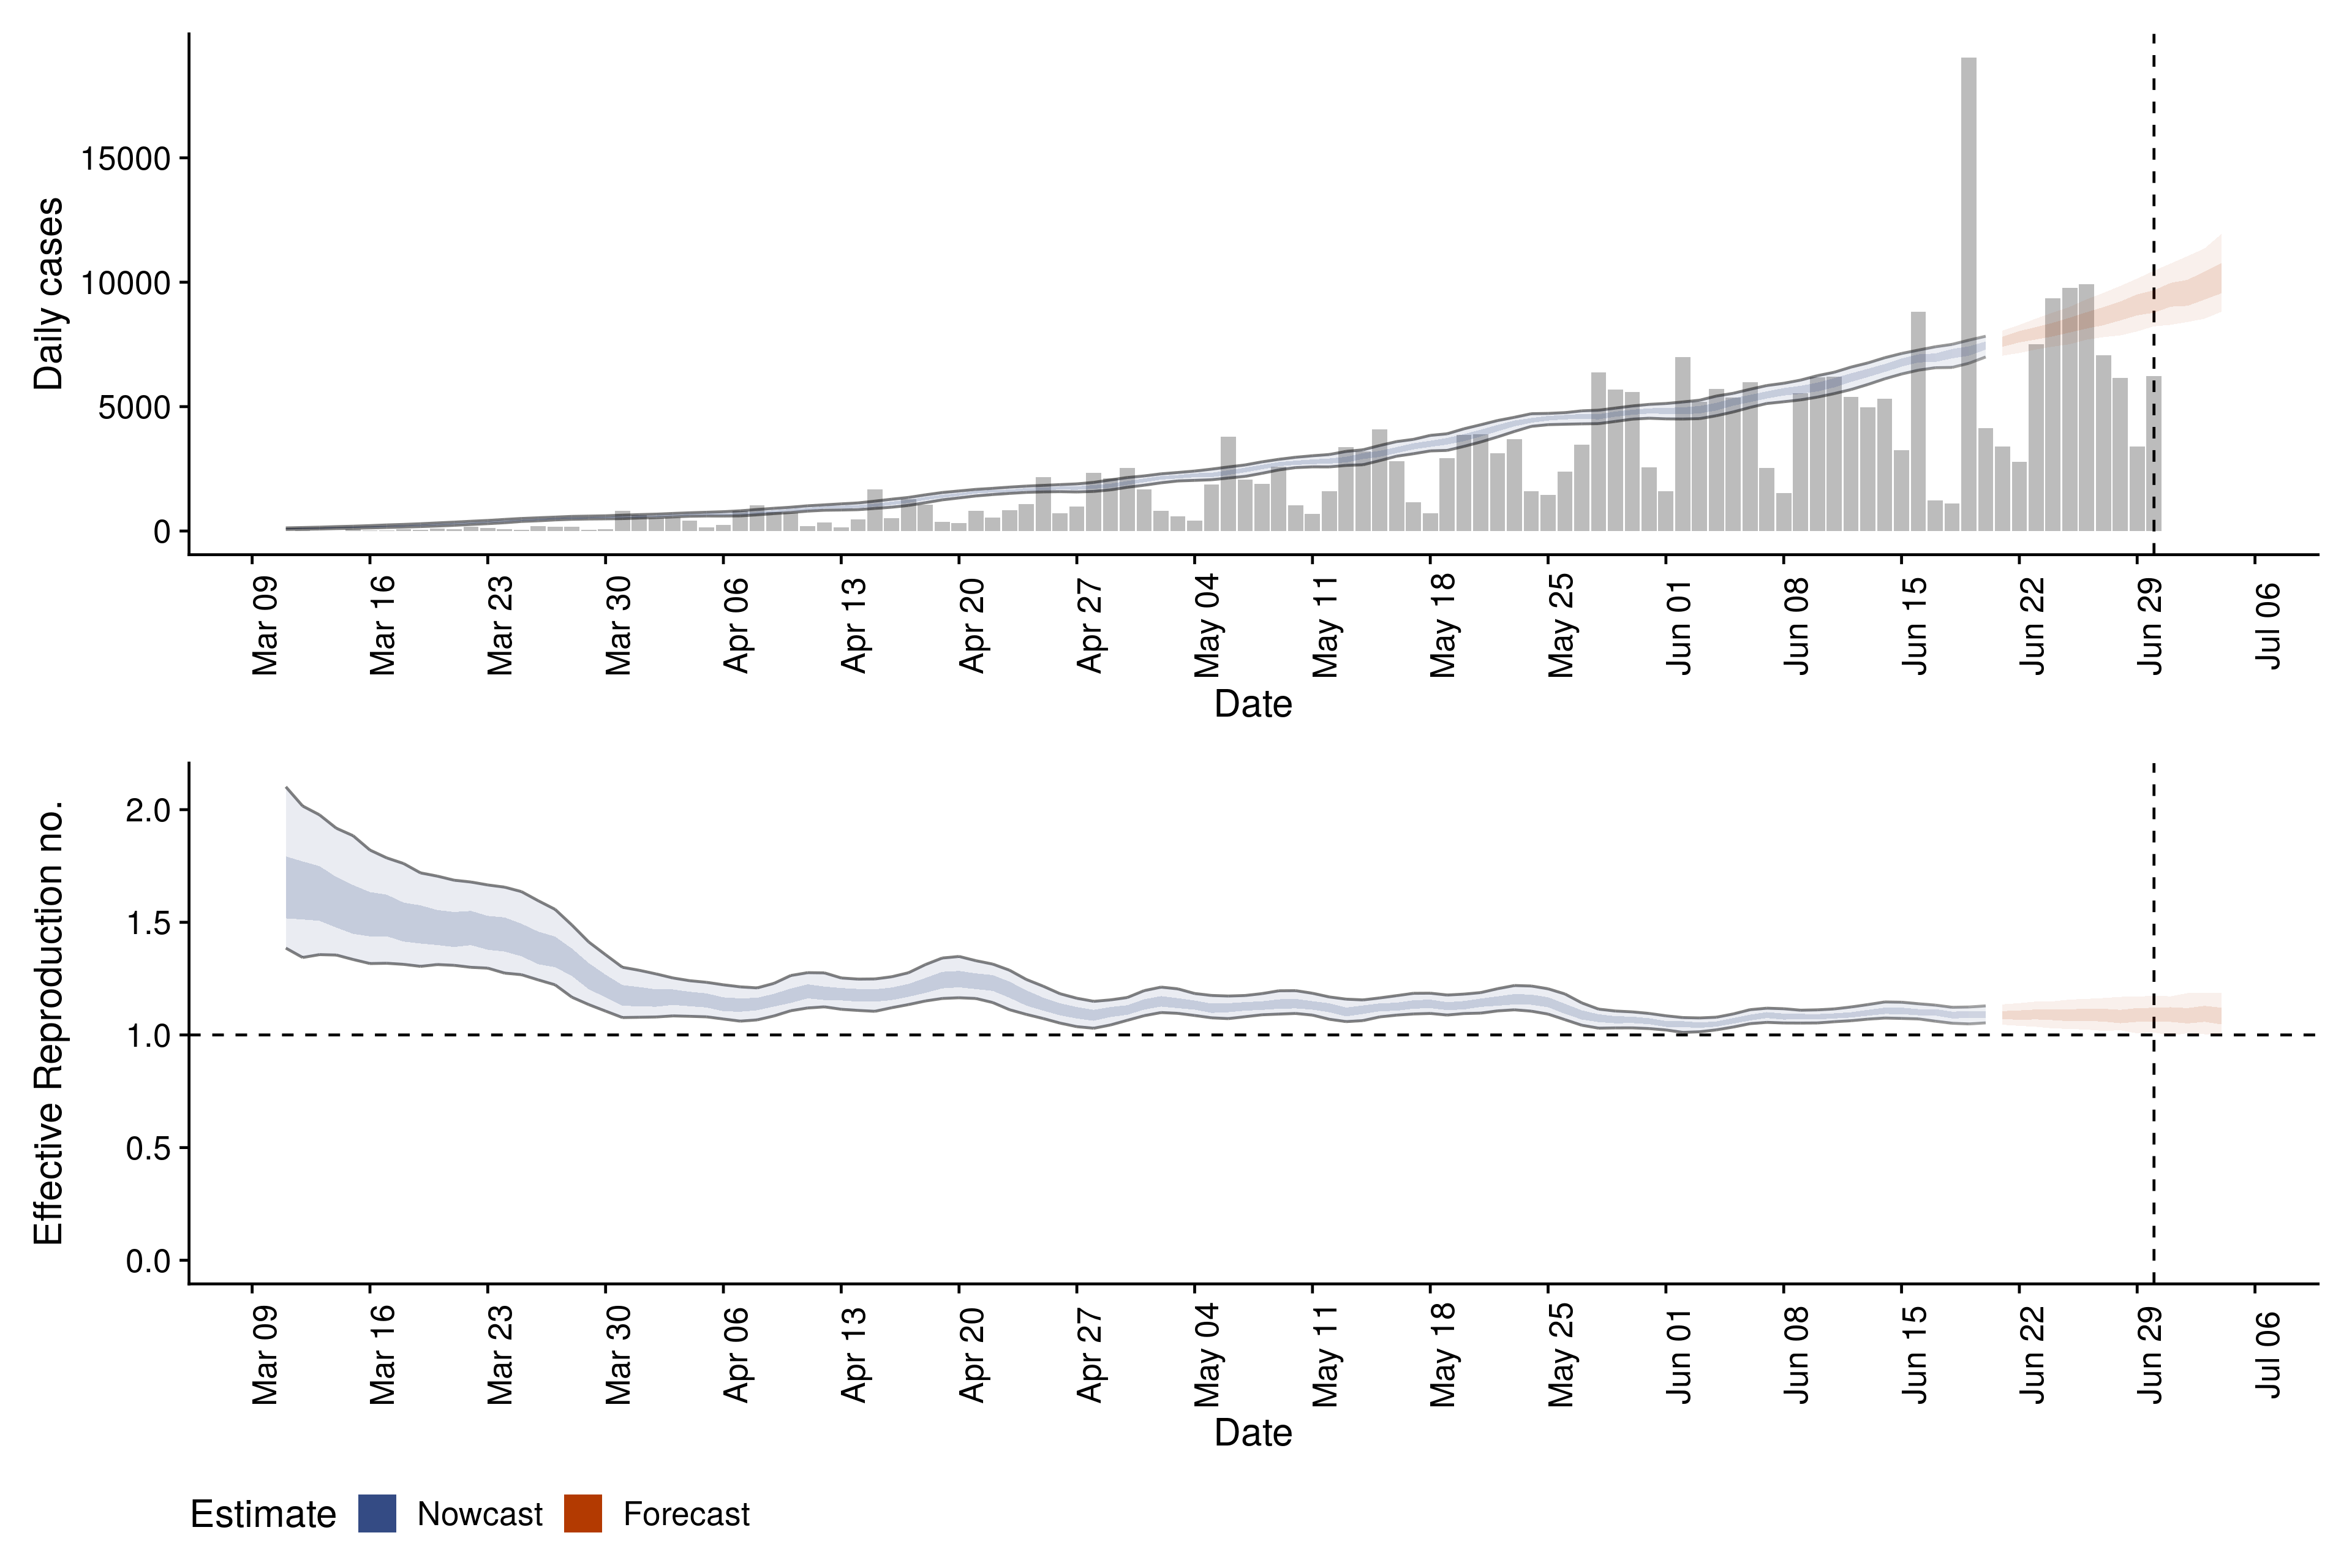 Daily cases
15000
10000
5000
0
Mar 09
Mar 16
Mar 23
Mar 30
Apr 06
Apr 13
Apr 20
Apr 27
May 04
May 11
May 18
May 25
Jun 01
Jun 08
Jun 15
Jun 22
Jun 29
Jul 06
Date
Effective Reproduction no.
2.0
1.5
1.0
0.5
0.0
Mar 09
Mar 16
Mar 23
Mar 30
Apr 06
Apr 13
Apr 20
Apr 27
May 04
May 11
May 18
May 25
Jun 01
Jun 08
Jun 15
Jun 22
Jun 29
Jul 06
Date
Estimate Nowcast Forecast